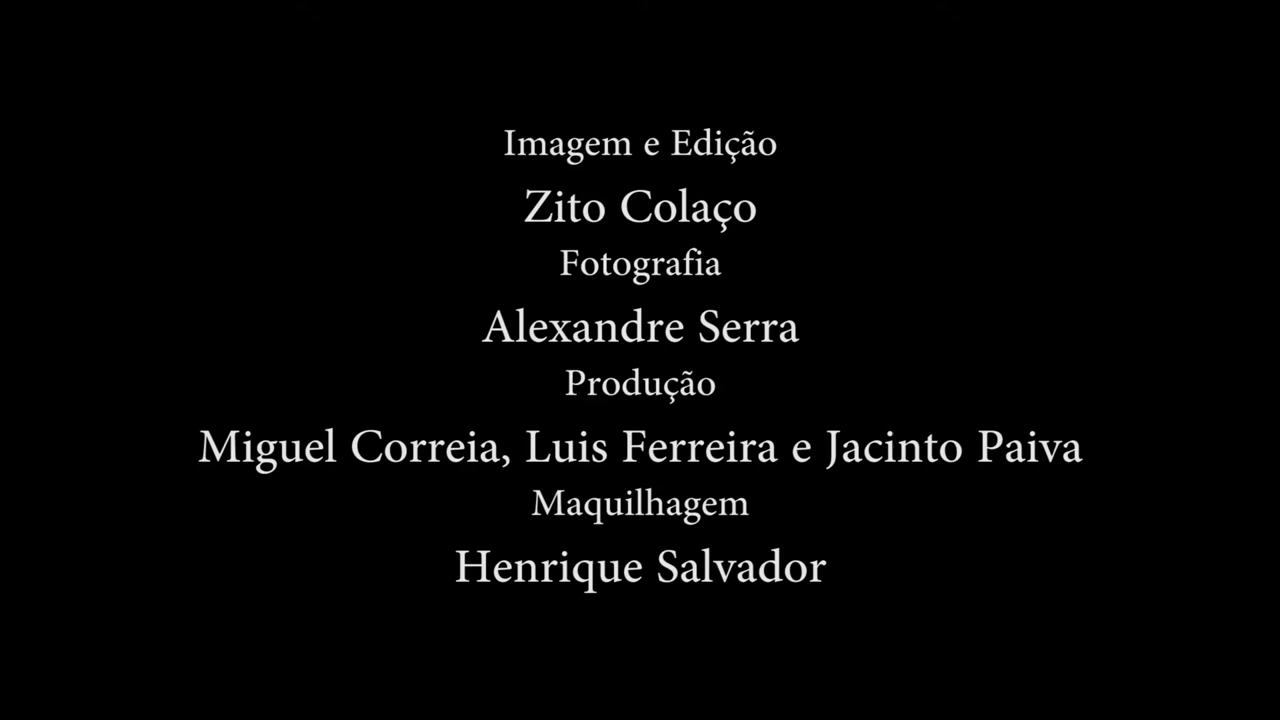 Imagem e Edição
Zito Colaço
Fotografia
Alexandre Serra
Produção
Miguel Correia, Luis Ferreira e Jacinto Paiva
Maquilhagem
Henrique Salvador